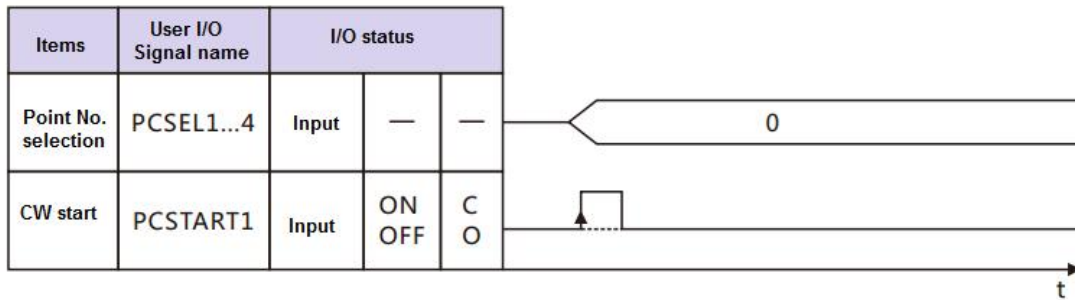 Items
User I/O
Signal name
I/O status
Point No.
selection
PCSEL1...4
Input
—
—
0
CW start
PCSTART1
Input
ON
OFF
C
O
t